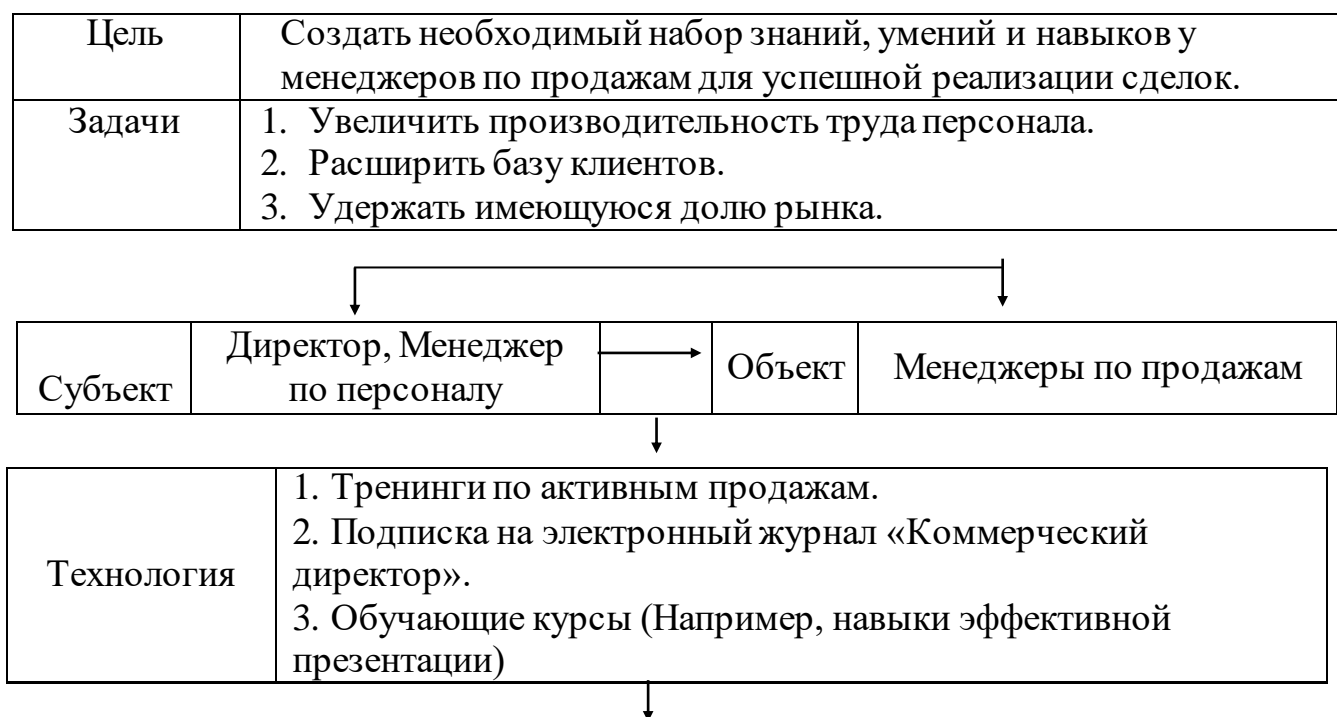 Цель
Создать необходимый набор знаний, умений и навыков у
менеджеров по продажам для успешной реализации сделок.
Задачи
1. Увеличить производительность труда персонала.
2. Расширить базу клиентов.
3. Удержать имеющуюся долю рынка.
Субъект
Директор, Менеджер
по персоналу
Объект
Менеджеры по продажам
Технология
1. Тренинги по активным продажам.
2. Подписка на электронный журнал «Коммерческий
директор».
3. Обучающие курсы (Например, навыки эффективной
презентации)